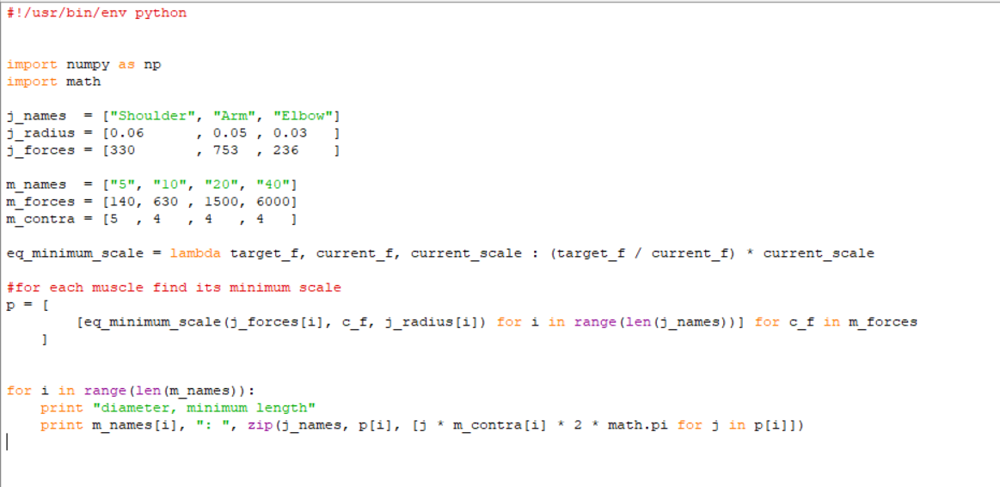 #!/usr/bin/env python
import numpy as np
import math
j_names  = ["Shoulder", "Arm", "Elbow"]
j_radius = [0.06      , 0.05 , 0.03   ]
j_forces = [330       , 753  , 236    ]
m_names  = ["5", "10", "20", "40"]
m_forces = [140, 630 , 1500, 6000]
m_contra = [5  , 4   , 4   , 4   ]
eq_minimum_scale = lambda target_f, current_f, current_scale : (target_f / current_f) * current_scale
#for each muscle find its minimum scale
p = [
        [eq_minimum_scale(j_forces[i], c_f, j_radius[i]) for i in range(len(j_names))] for c_f in m_forces
    ]
for i in range(len(m_names)):
    print "diameter, minimum length"
    print m_names[i], ": ", zip(j_names, p[i], [j * m_contra[i] * 2 * math.pi for j in p[i]])